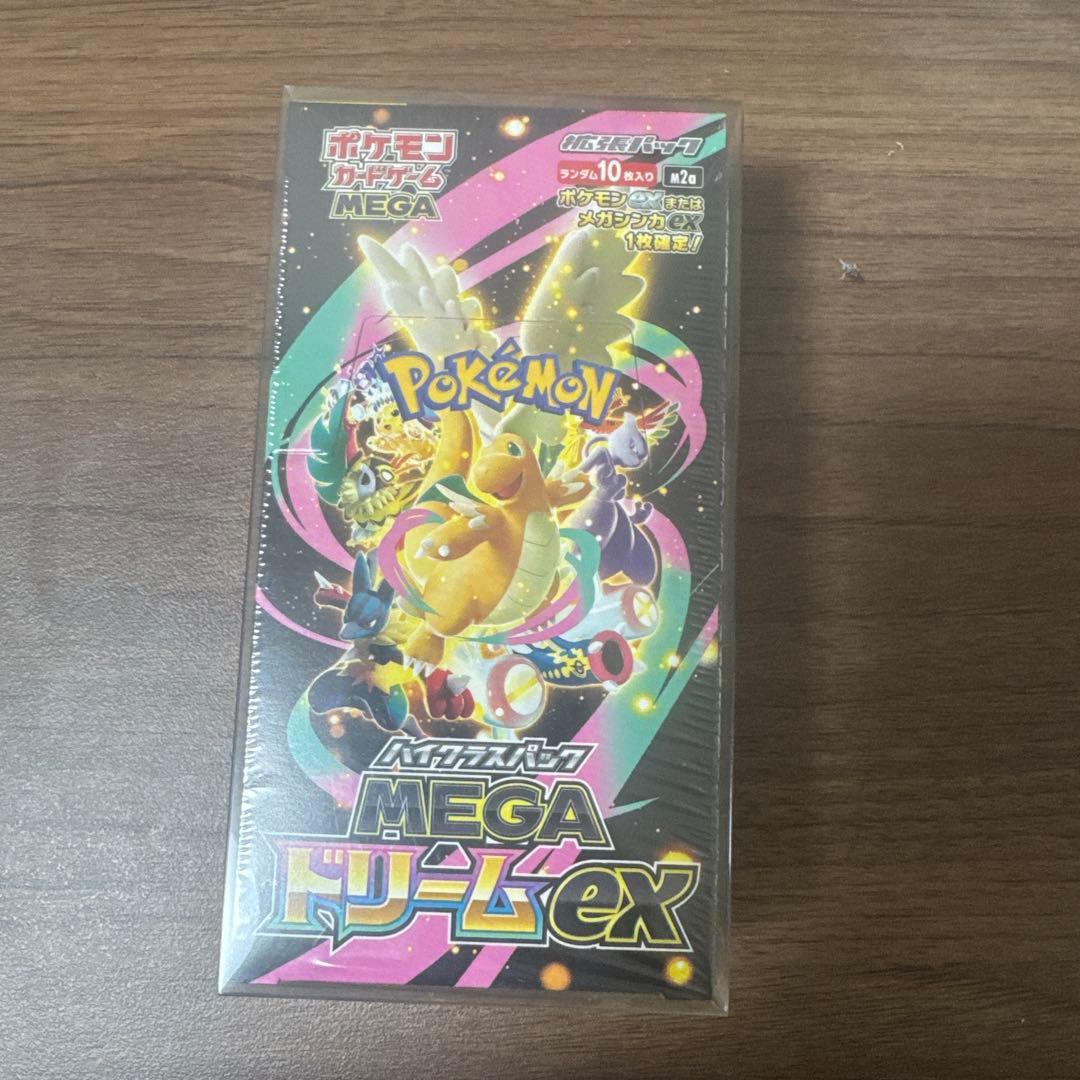 ポケモン
カードゲーム
MEGA
拡張パック
ランダム10枚入り
M2a
ポケモンexまたは
メガシンカex
1枚確定!
POKéMON
ハイクラスパック
MEGA
ドリームex